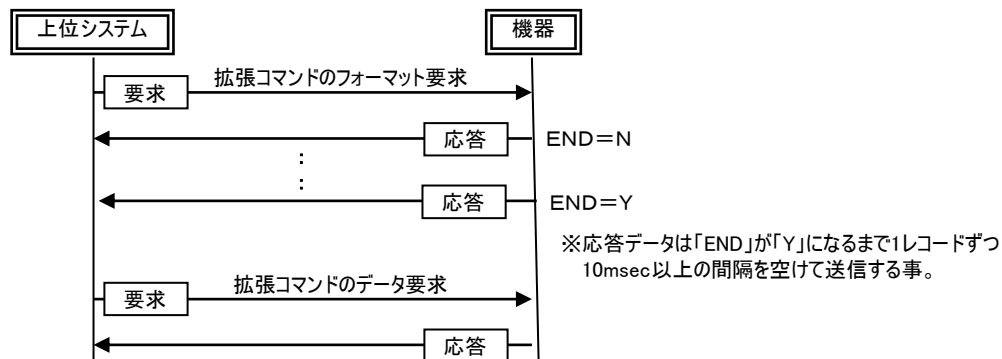 上位システム
機器
拡張コマンドのフォーマット要求
要求
応答
END=N
:
:
応答
END=Y
※応答データは「END」が「Y」になるまで1レコードずつ
10msec以上の間隔を空けて送信する事。
拡張コマンドのデータ要求
要求
応答